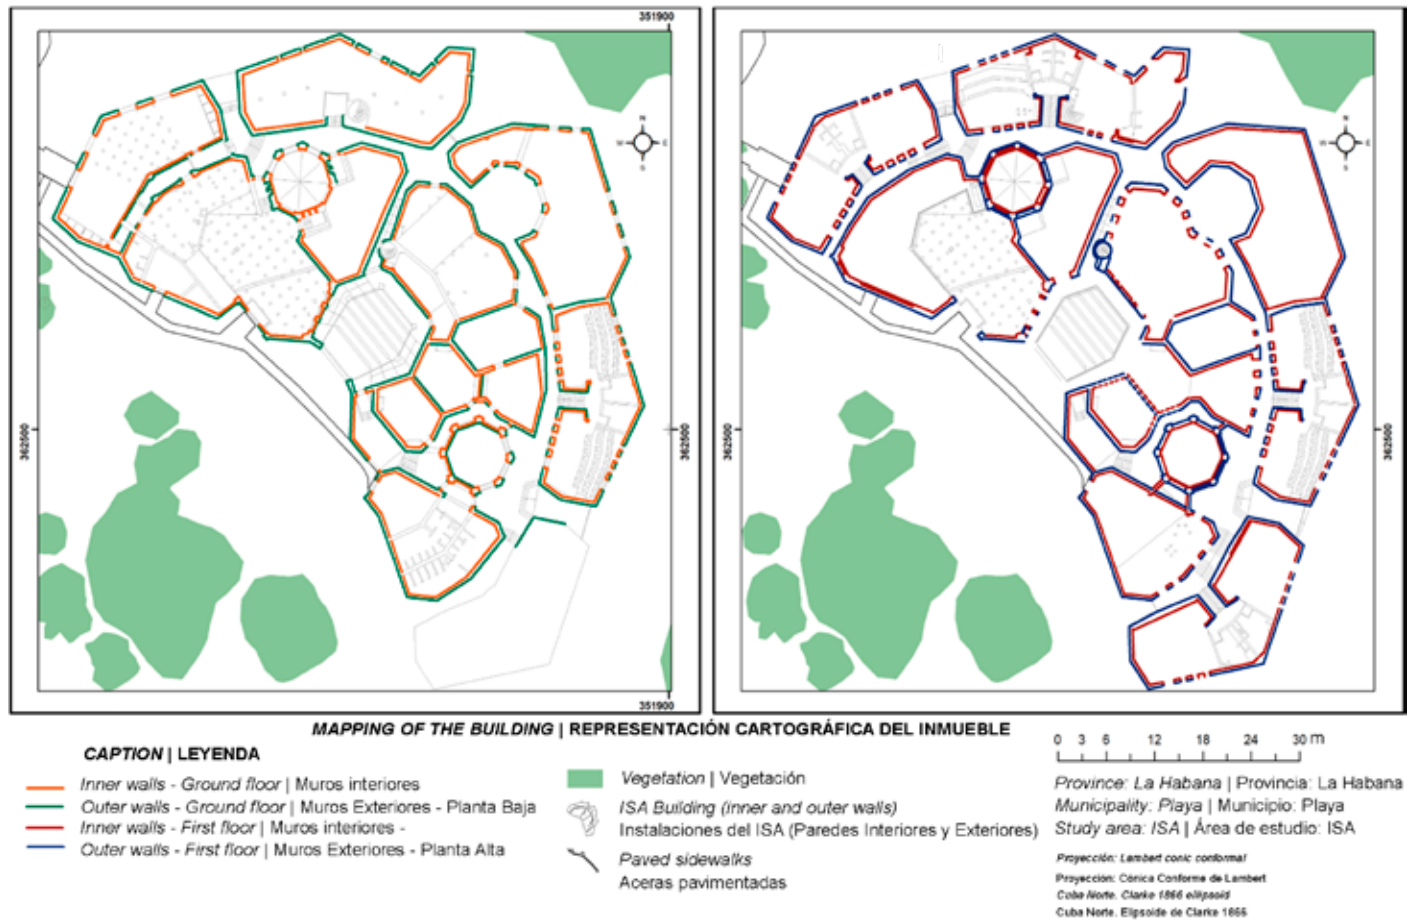 351900
N
W E
S
N
W E
S
362500
362500
362500
362500
351900
MAPPING OF THE BUILDING | REPRESENTACIÓN CARTOGRÁFICA DEL INMUEBLE
CAPTION | LEYENDA
Inner walls - Ground floor | Muros interiores
Outer walls - Ground floor | Muros Exteriores - Planta Baja
Inner walls - First floor | Muros interiores -
Outer walls - First floor | Muros Exteriores - Planta Alta
Vegetation | Vegetación
ISA Building (inner and outer walls)
Instalaciones del ISA (Paredes Interiores y Exteriores)
Paved sidewalks
Aceras pavimentadas
0 3 6 12 18 24 30 m
Province: La Habana | Provincia: La Habana
Municipality: Playa | Municipio: Playa
Study area: ISA | Área de estudio: ISA
Proyección: Lambert conic conformal
Proyección: Cónica Conforme de Lambert
Cuba Norte. Clarke 1866 ellipsoid
Cuba Norte. Elipsoide de Clarke 1866